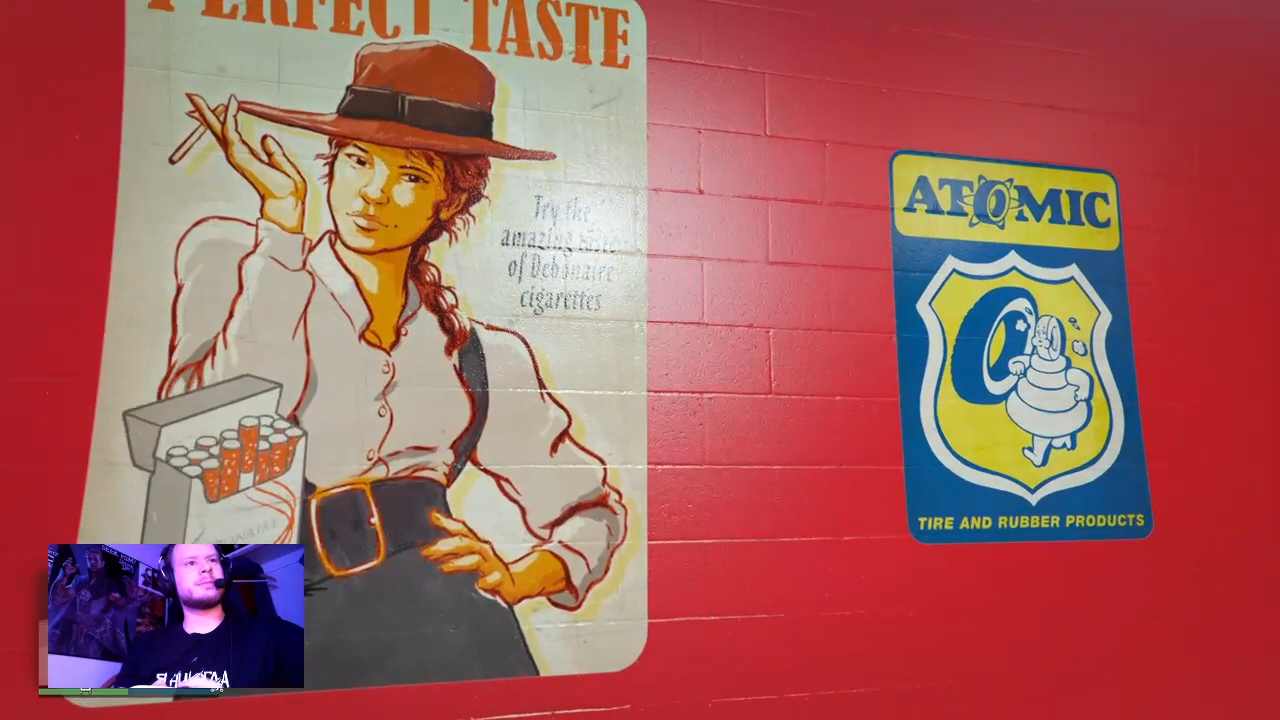 PERFECT TASTE
Try the
amazing taste
of Debonaire
cigarettes
ATOMIC
TIRE AND RUBBER PRODUCTS